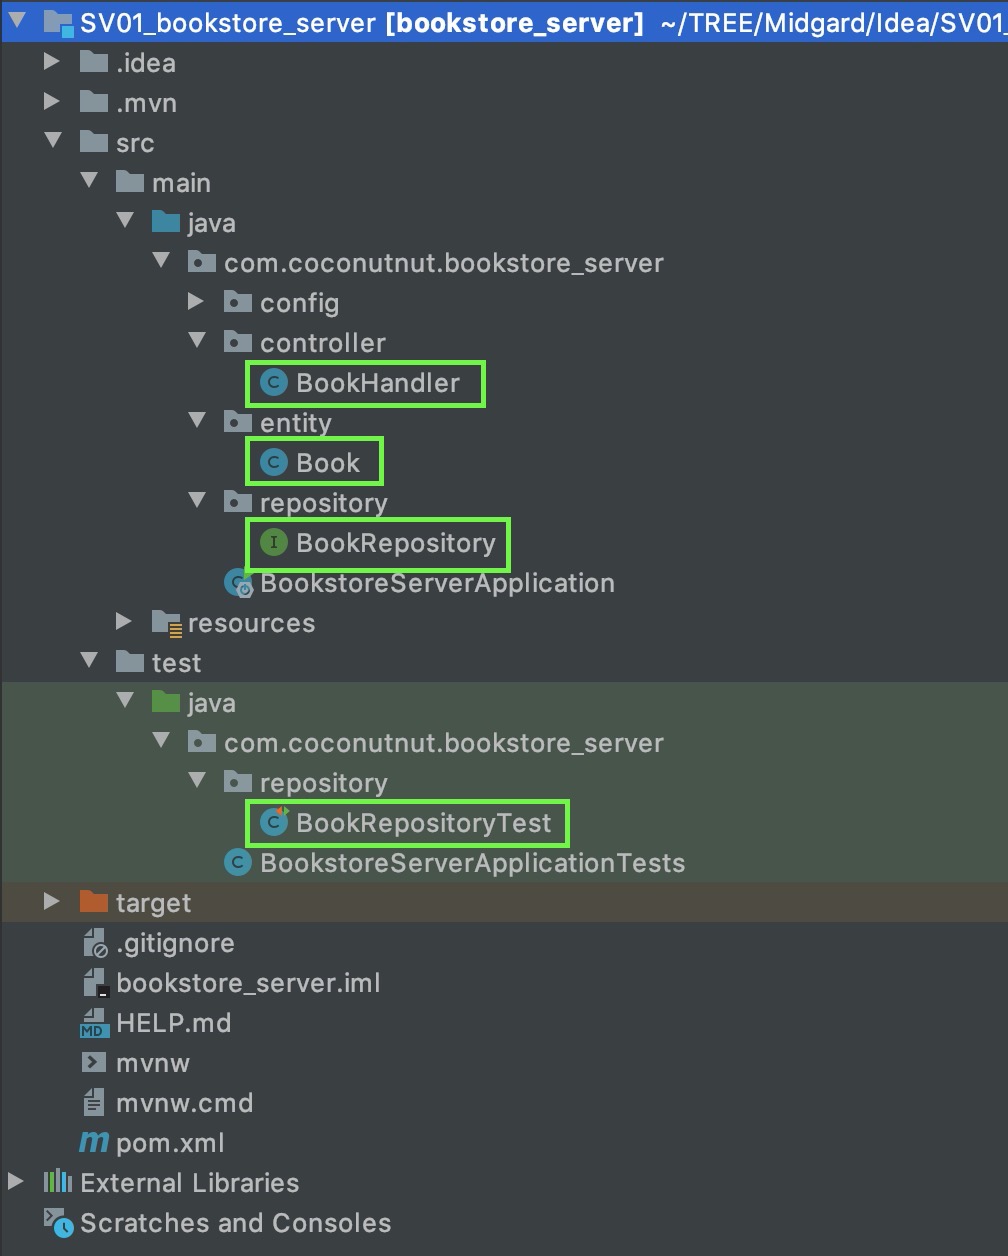 SV01_bookstore_server [bookstore_server] ~/TREE/Midgard/Idea/SV01_
.idea
.mvn
src
main
java
com.coconutnut.bookstore_server
config
controller
C BookHandler
entity
C Book
repository
I BookRepository
C BookstoreServerApplication
resources
test
java
com.coconutnut.bookstore_server
repository
C BookRepositoryTest
C BookstoreServerApplicationTests
target
.gitignore
bookstore_server.iml
MD HELP.md
mvnw
mvnw.cmd
m pom.xml
External Libraries
Scratches and Consoles